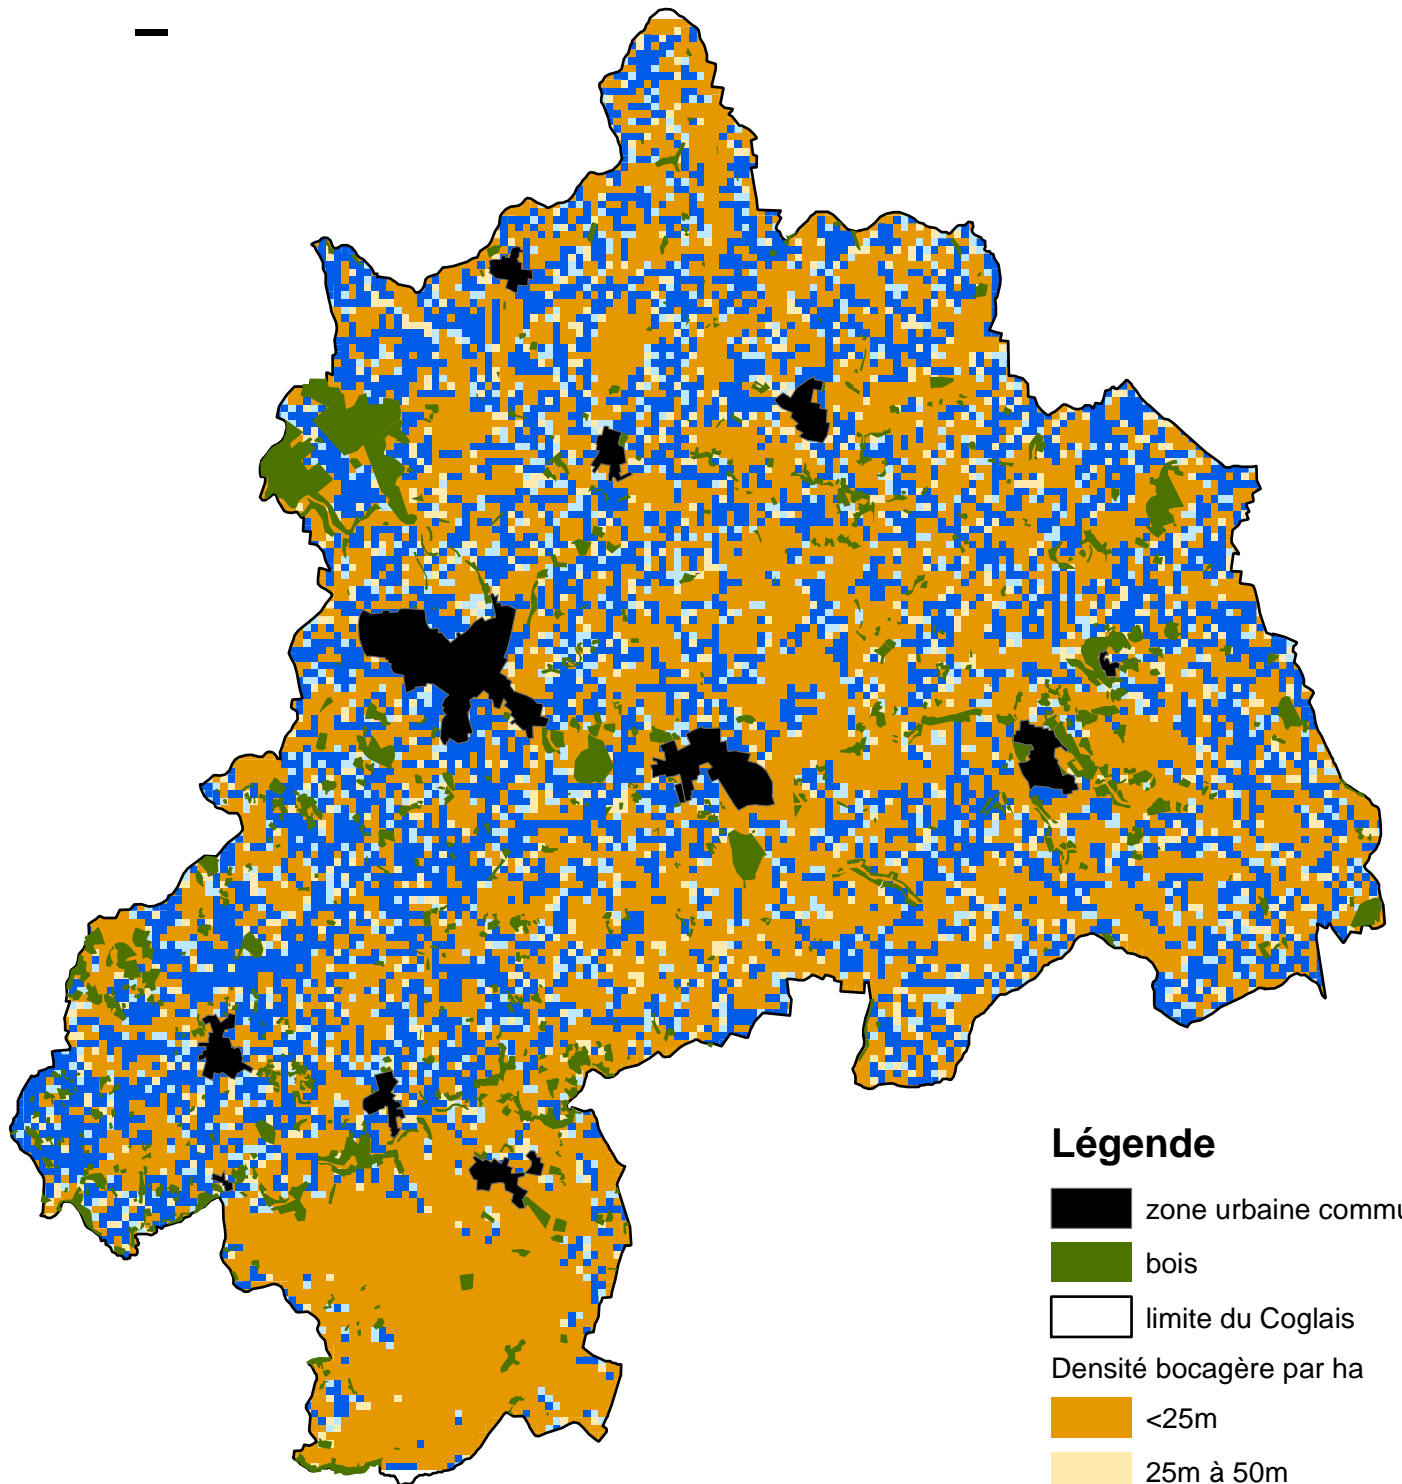 Légende
zone urbaine commu
bois
limite du Coglais
Densité bocagère par ha
<25m
25m à 50m